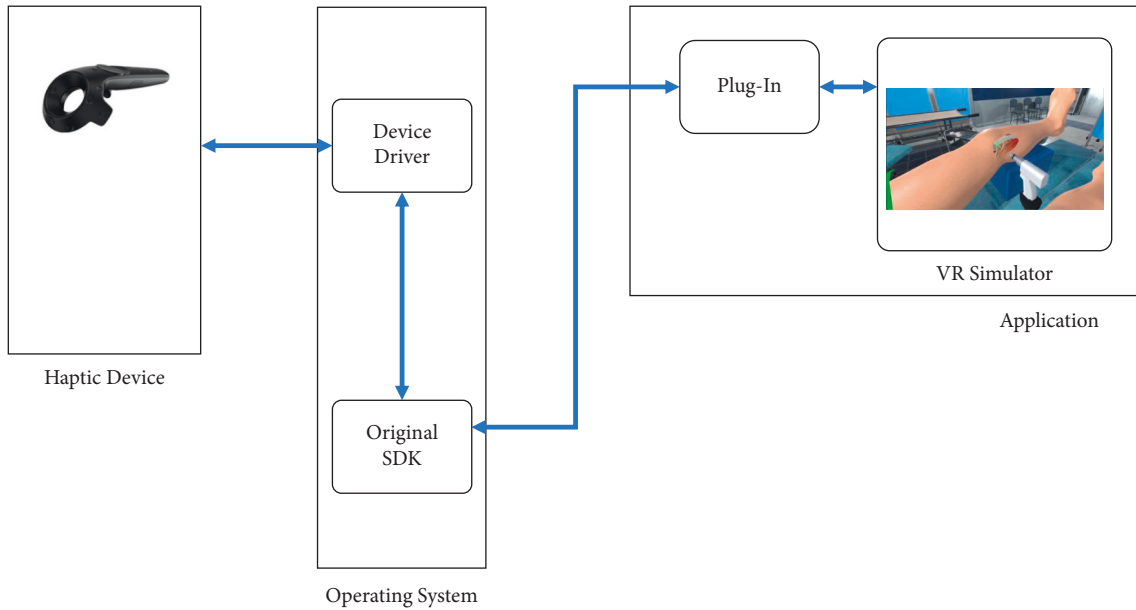 Haptic Device
Device
Driver
Original
SDK
Operating System
Plug-In
VR Simulator
Application